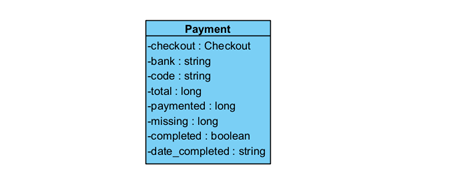 Payment
-checkout : Checkout
-bank : string
-code : string
-total : long
-paymented : long
-missing : long
-completed : boolean
-date_completed : string